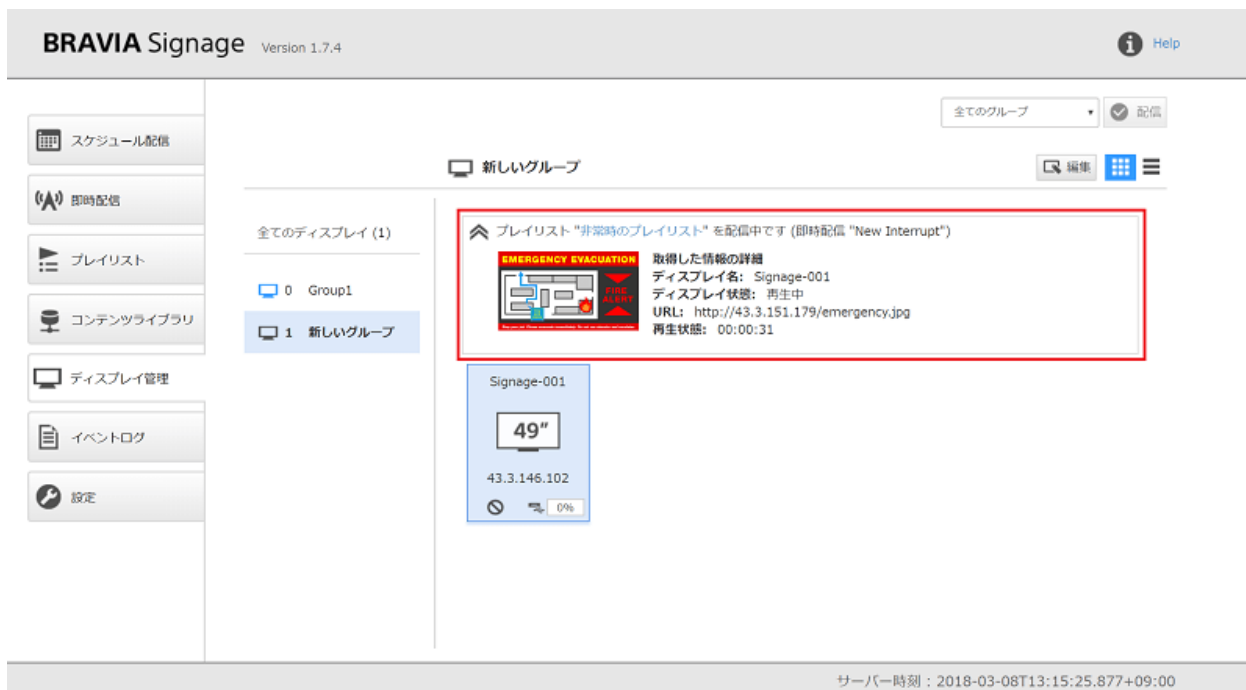 BRAVIA Signage Version 1.7.4
Help
全てのグループ
配信
スケジュール配信
即時配信
プレイリスト
コンテンツライブラリ
ディスプレイ管理
イベントログ
設定
新しいグループ
編集
全てのディスプレイ (1)
0 Group1
1 新しいグループ
プレイリスト "非常時のプレイリスト" を配信中です (即時配信 "New Interrupt")
EMERGENCY EVACUATION
FIRE
ALERT
取得した情報の詳細
ディスプレイ名: Signage-001
ディスプレイ状態: 再生中
URL: http://43.3.151.179/emergency.jpg
再生状態: 00:00:31
Signage-001
49"
43.3.146.102
0%
サーバー時刻 : 2018-03-08T13:15:25.877+09:00